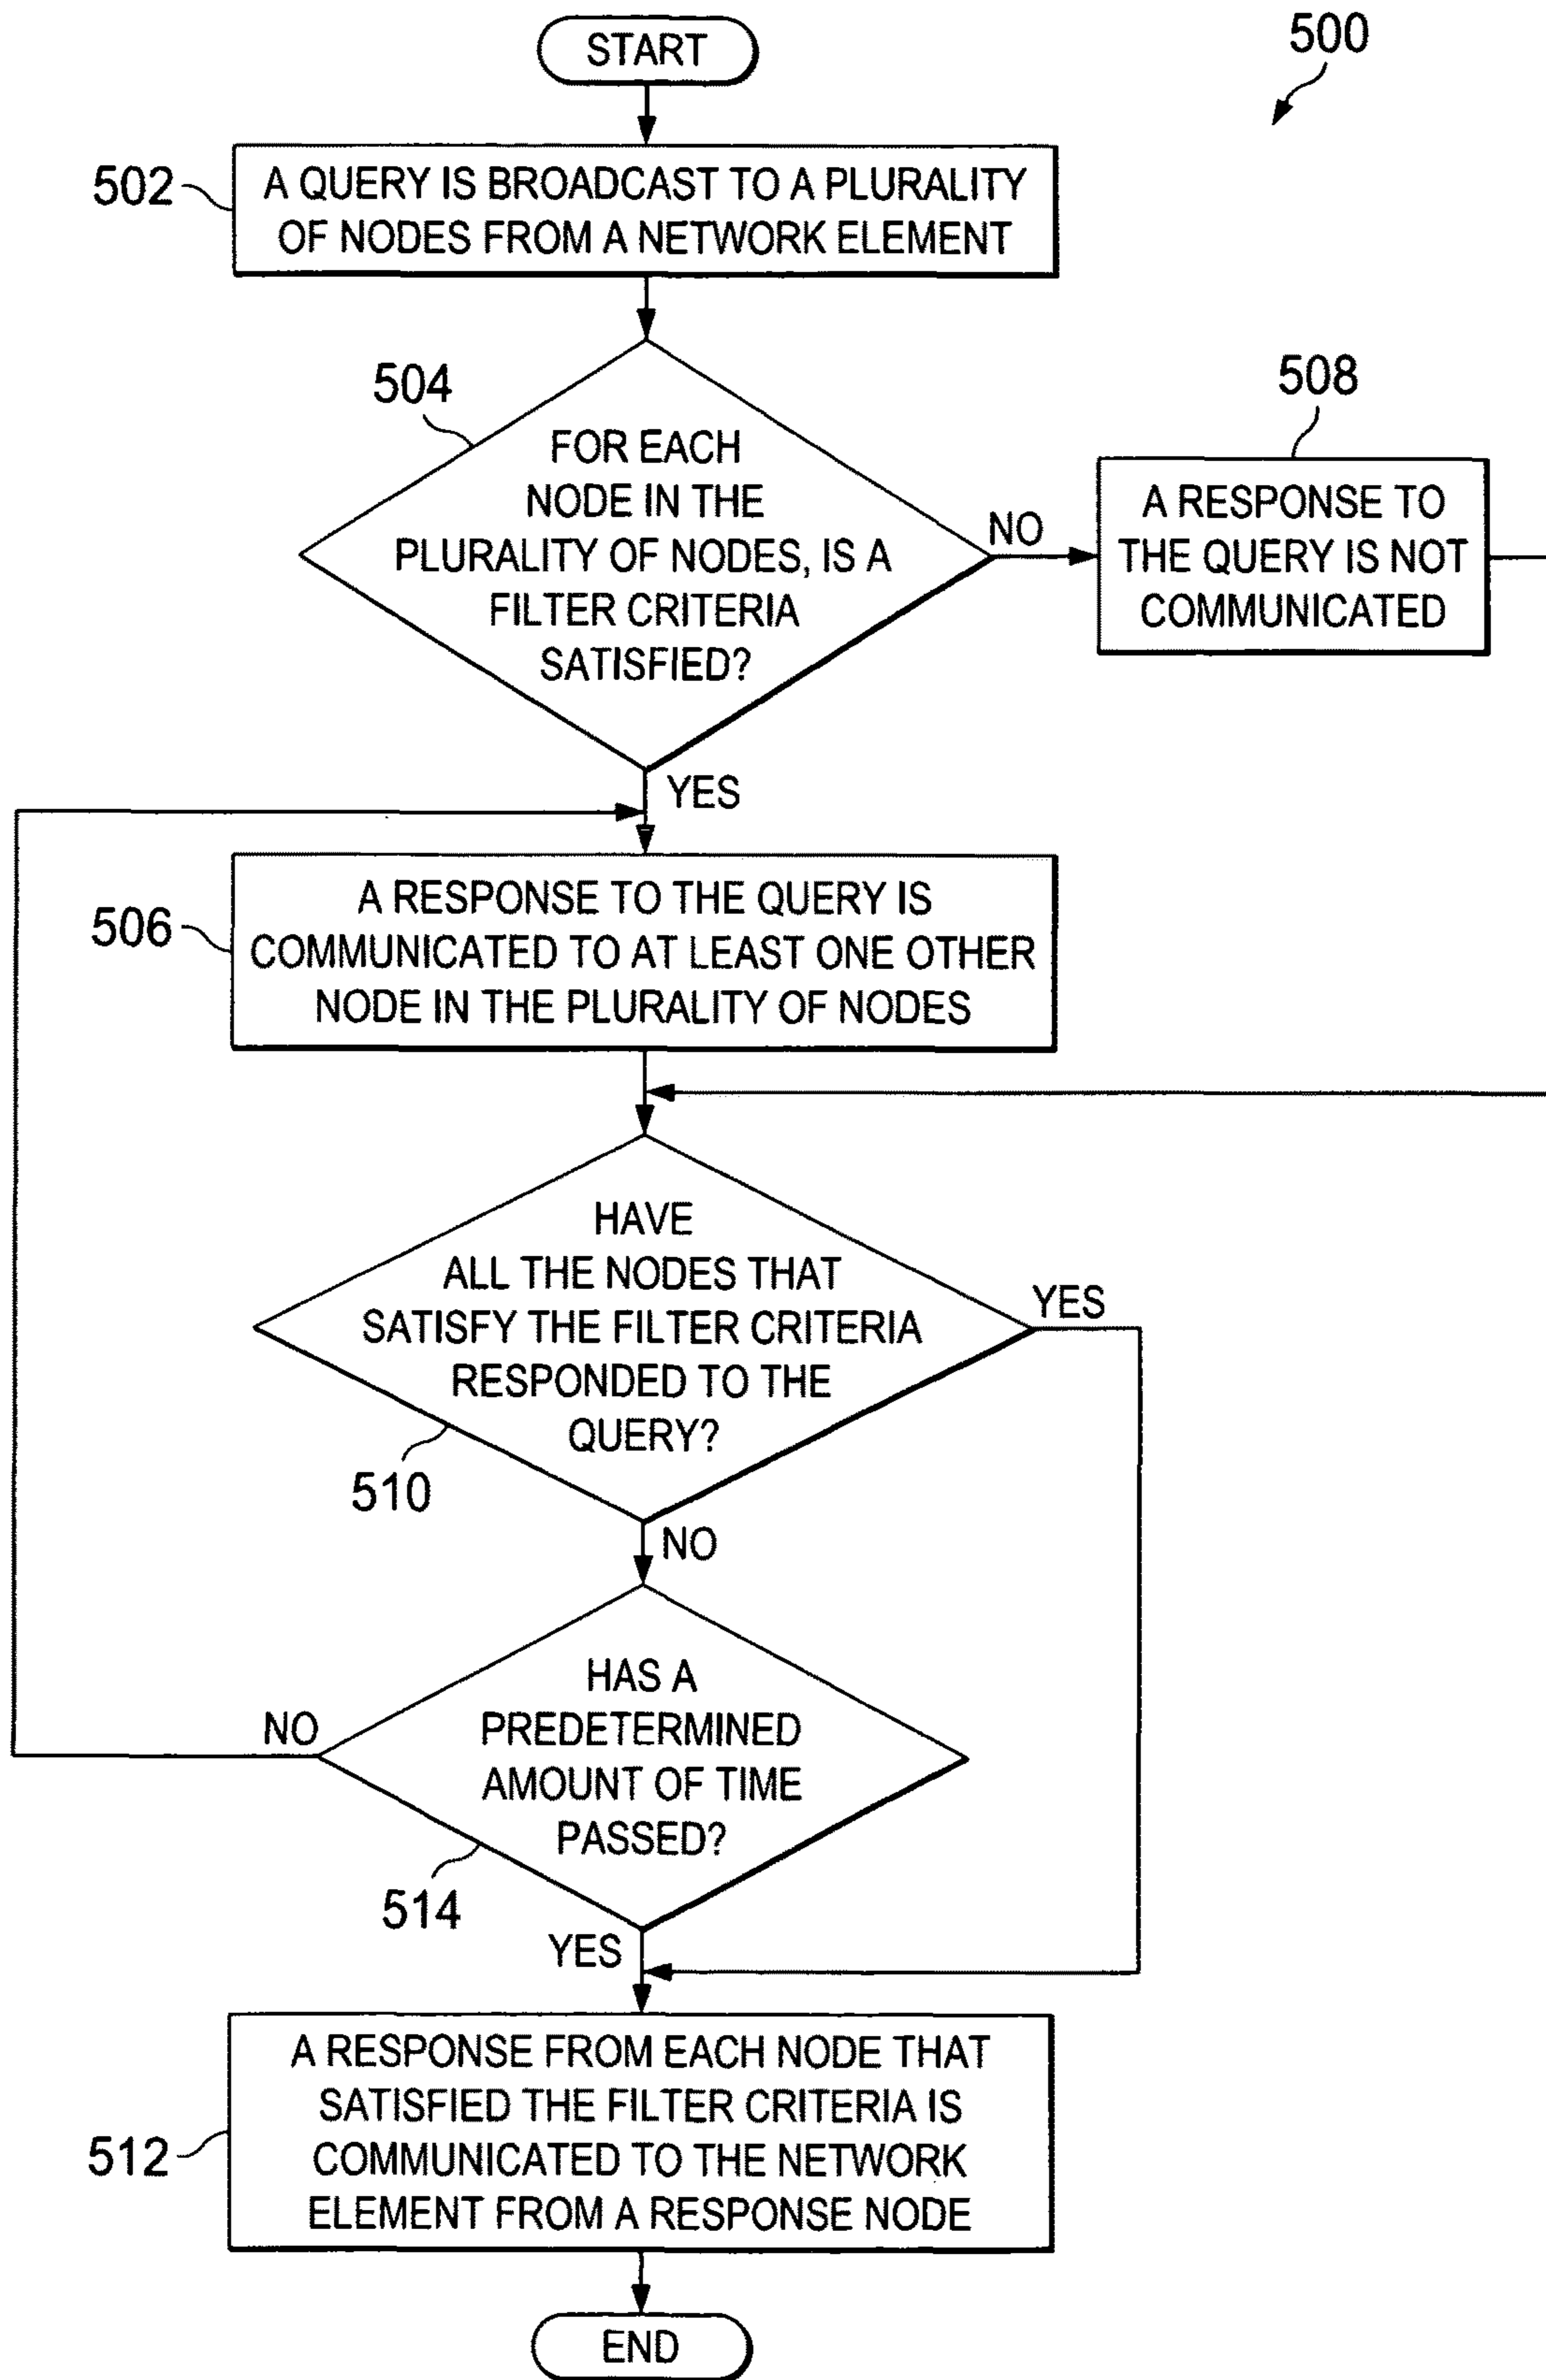 START
500
502
A QUERY IS BROADCAST TO A PLURALITY
OF NODES FROM A NETWORK ELEMENT
504
FOR EACH
NODE IN THE
PLURALITY OF NODES, IS A
FILTER CRITERIA
SATISFIED?
NO
508
A RESPONSE TO
THE QUERY IS NOT
COMMUNICATED
YES
506
A RESPONSE TO THE QUERY IS
COMMUNICATED TO AT LEAST ONE OTHER
NODE IN THE PLURALITY OF NODES
HAVE
ALL THE NODES THAT
SATISFY THE FILTER CRITERIA
RESPONDED TO THE
QUERY?
YES
510
NO
HAS A
PREDETERMINED
AMOUNT OF TIME
PASSED?
NO
514
YES
512
A RESPONSE FROM EACH NODE THAT
SATISFIED THE FILTER CRITERIA IS
COMMUNICATED TO THE NETWORK
ELEMENT FROM A RESPONSE NODE
END